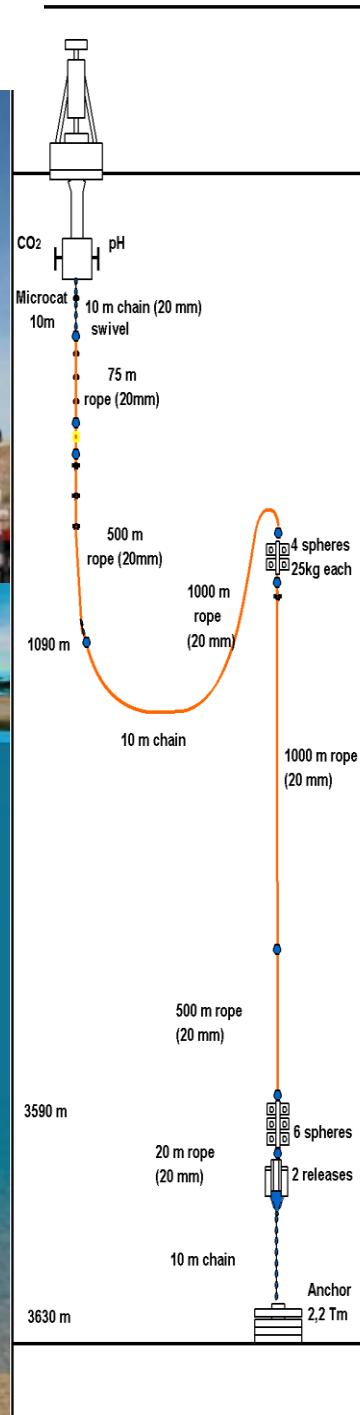 CO2 pH
Microcat
10m
10 m chain (20 mm)
swivel
75 m
rope (20mm)
500 m
rope (20mm)
4 spheres
25kg each
1000 m
rope
(20 mm)
1090 m
10 m chain
1000 m rope
(20 mm)
500 m rope
(20 mm)
3590 m
6 spheres
20 m rope
(20 mm)
2 releases
10 m chain
Anchor
2,2 Tm
3630 m